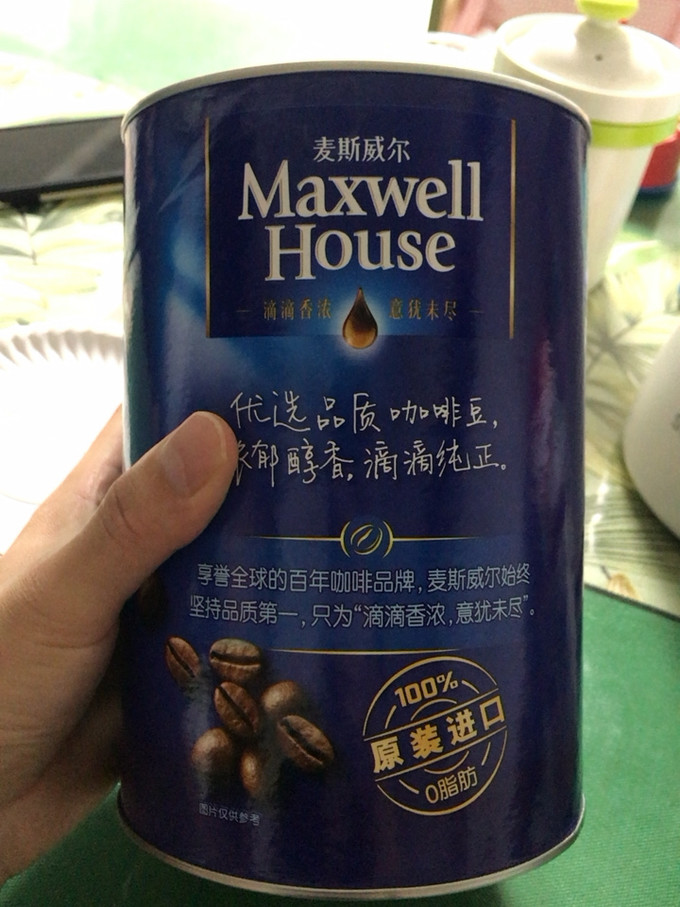 麦斯威尔
Maxwell
House
滴滴香浓 意犹未尽
优选品质咖啡豆,
浓郁醇香,滴滴纯正。
享誉全球的百年咖啡品牌,麦斯威尔始终
坚持品质第一,只为“滴滴香浓,意犹未尽”。
100%
原装进口
0脂肪
图片仅供参考